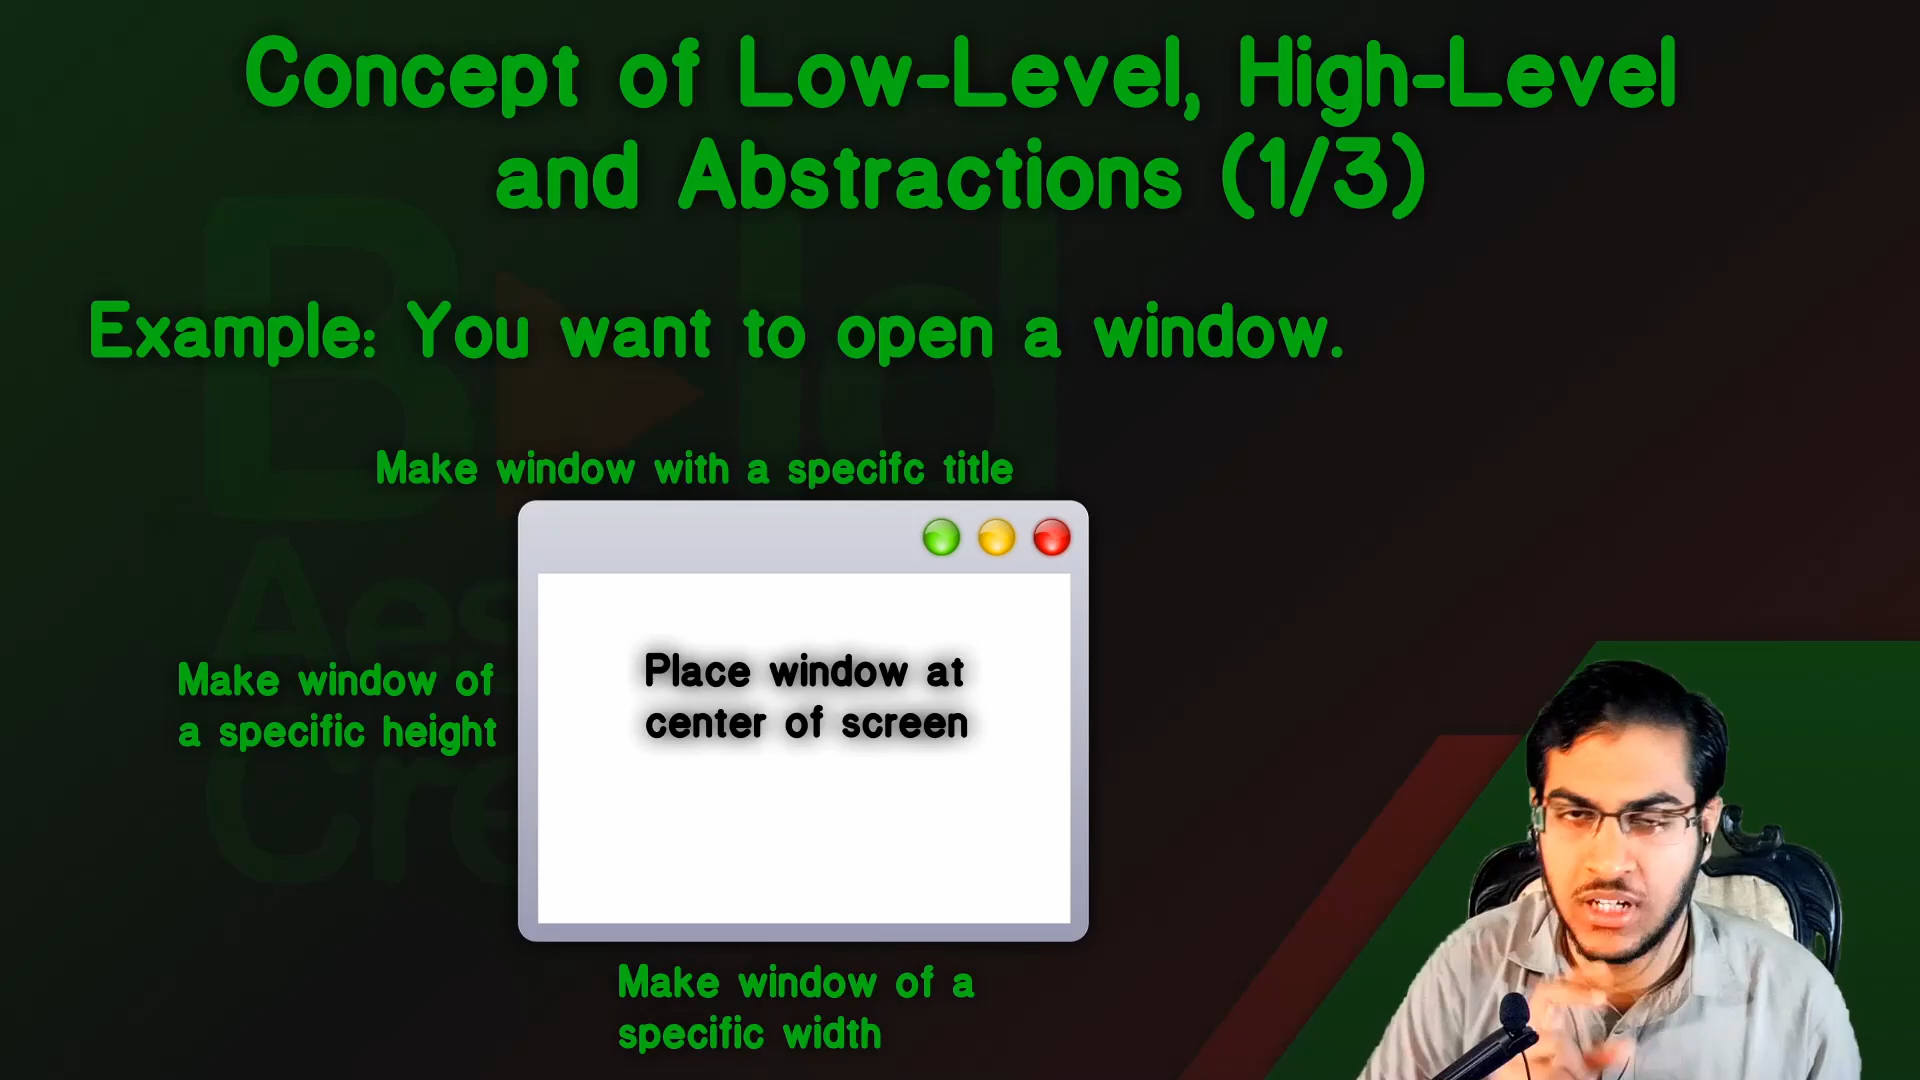 Concept of Low-Level, High-Level
and Abstractions (1/3)
Example: You want to open a window.
Make window with a specifc title
Place window at
center of screen
Make window of
a specific height
Make window of a
specific width